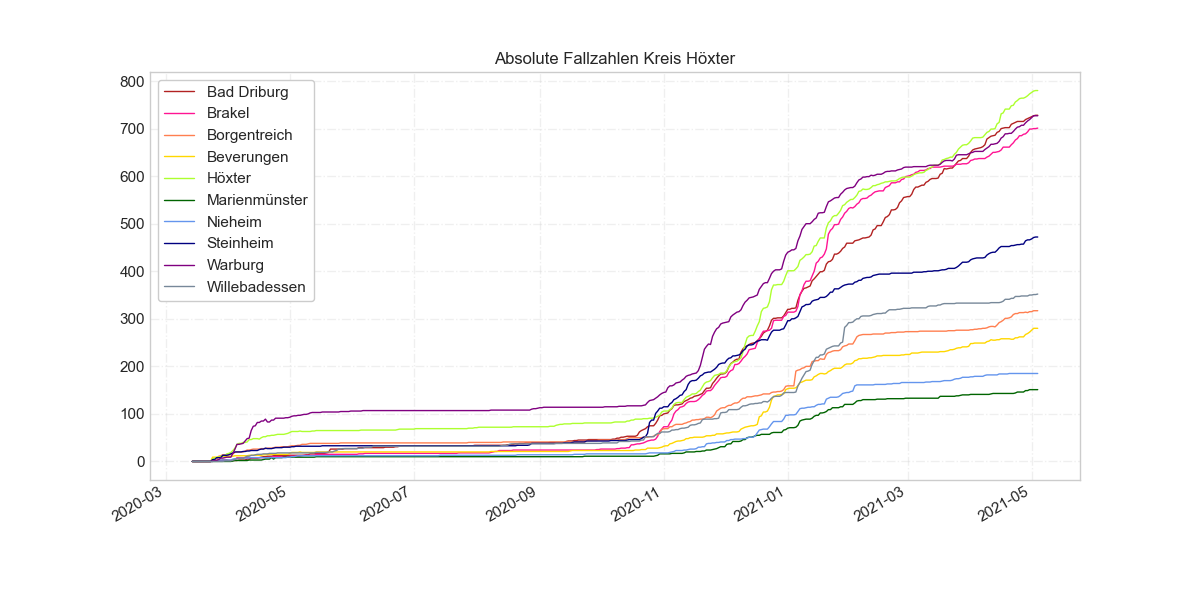 Absolute Fallzahlen Kreis Höxter
800
700
600
500
400
300
200
100
0
Bad Driburg
Brakel
Borgentreich
Beverungen
Höxter
Marienmünster
Nieheim
Steinheim
Warburg
Willebadessen
2020-03
2020-05
2020-07
2020-09
2020-11
2021-01
2021-03
2021-05